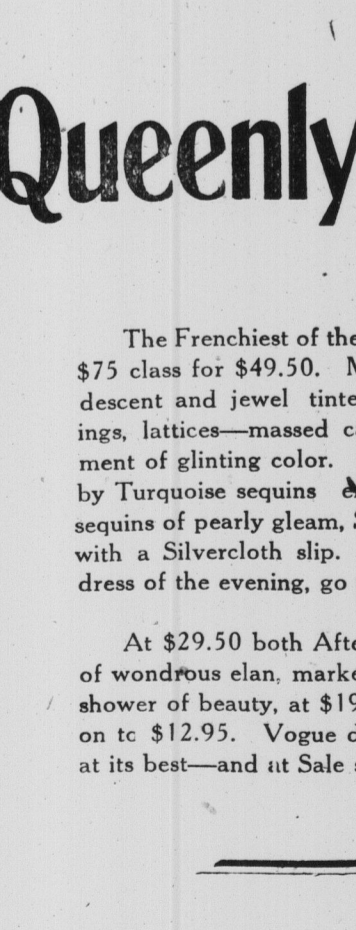 Queenly
The Frenchiest of the
$75 class for $49.50.
descent and jewel tinte
ings, lattices—massed c
ment of glinting color.
by Turquoise sequins
sequins of pearly gleam,
with a Silvercloth slip.
dress of the evening, go
At $29.50 both Afte
of wondrous elan, marke
shower of beauty, at $19
on to $12.95. Vogue d
at its best—and at Sale